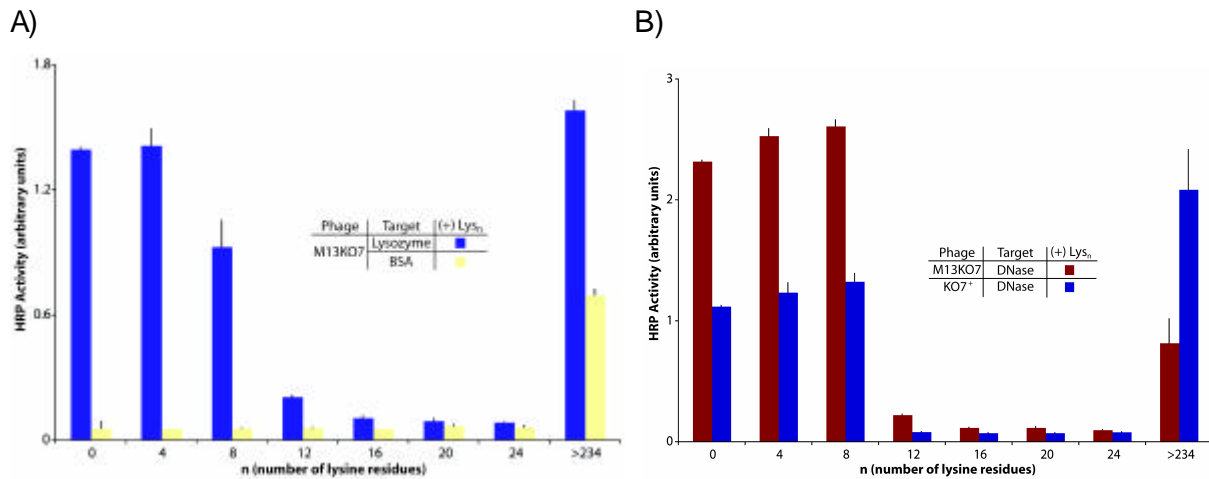 A)
HRP Activity (arbitrary units)
1.8
1.2
0.6
0
Phage Target (+) Lysn
M13KO7 Lysozyme
BSA
0 4 8 12 16 20 24 >234
n (number of lysine residues)
B)
HRP Activity (arbitrary units)
3
2
1
0
Phage Target (+) Lysn
M13KO7 DNase
KO7+ DNase
0 4 8 12 16 20 24 >234
n (number of lysine residues)